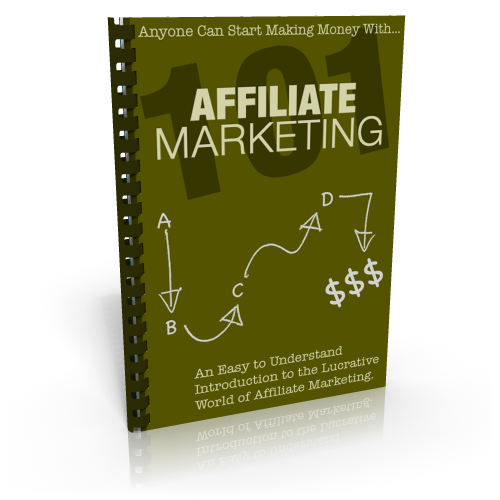 Anyone Can Start Making Money With...
101
AFFILIATE
MARKETING
A
B
C
D
$$$
An Easy to Understand
Introduction to the Lucrative
World of Affiliate Marketing.